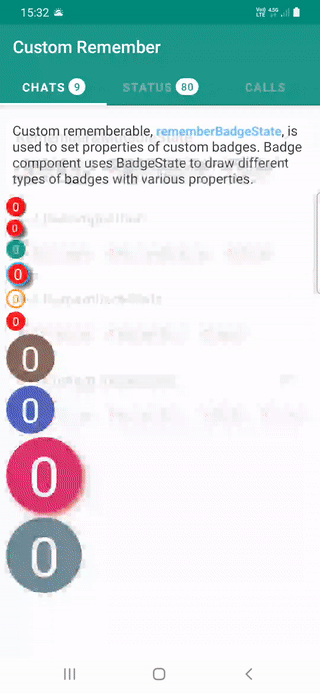 15:32
Custom Remember
CHATS 9 STATUS 80 CALLS
Custom rememberable, rememberBadgeState, is
used to set properties of custom badges. Badge
component uses BadgeState to draw different
types of badges with various properties.
0
0
0
0
0
0
0
0
0
0